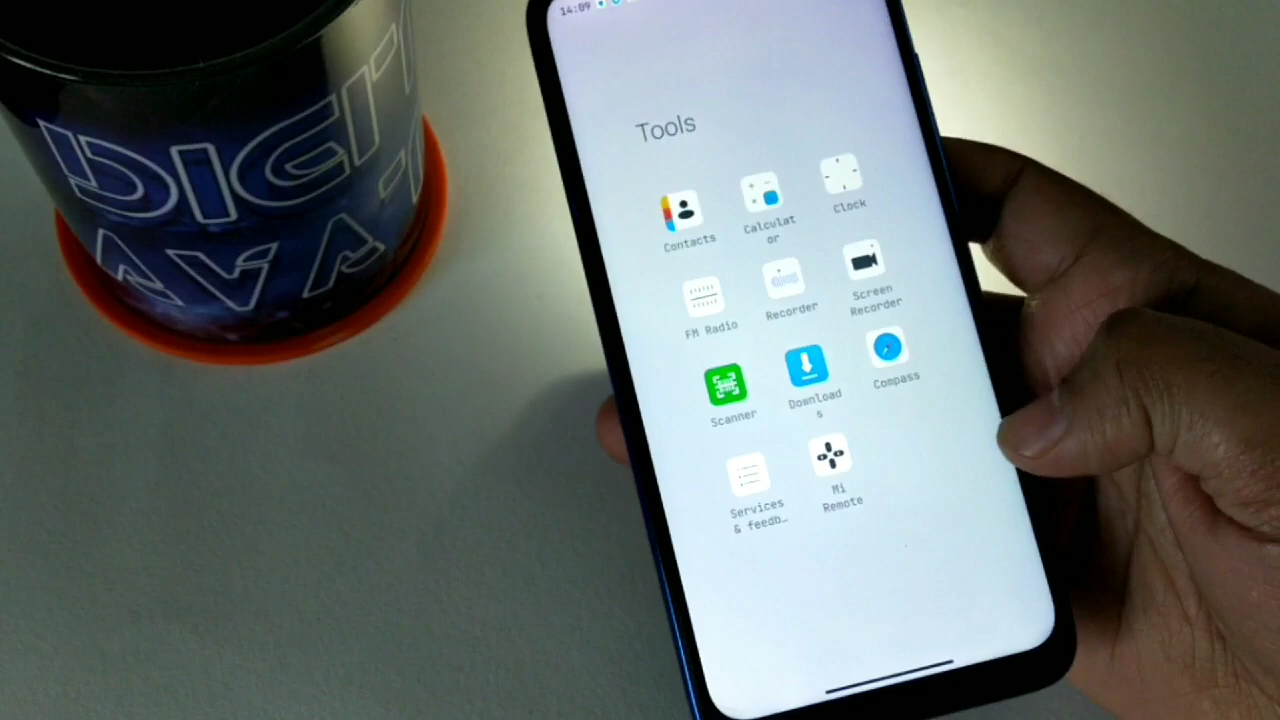 14:09
DIGIT
AVA
Tools
Contacts
Calculat
or
Clock
FM Radio
Recorder
Screen
Recorder
Scanner
Download
s
Compass
Services
& feedb…
Mi
Remote